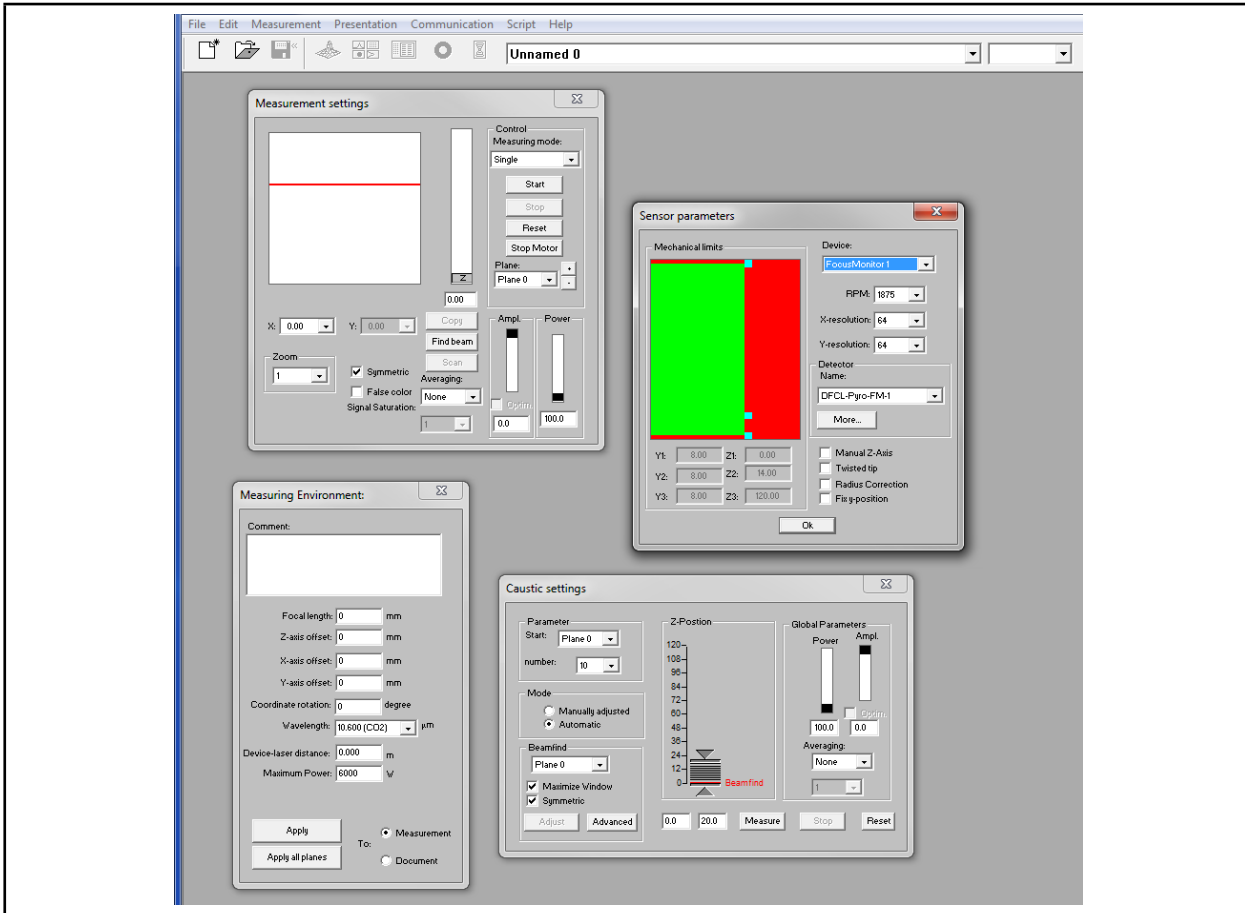 File Edit Measurement Presentation Communication Script Help
Unnamed 0
Measurement settings
Control
Measuring mode:
Single
Start
Stop
Reset
Stop Motor
Plane:
Plane 0
+
-
Z
0.00
X: 0.00 Y: 0.00
Copy
Find beam
Scan
Zoom
1
Symmetric
False color
Signal Saturation:
Averaging:
None
1
Ampl.
Optim.
0.0
Power
100.0
Sensor parameters
Mechanical limits
Y1: 8.00 Z1: 0.00
Y2: 8.00 Z2: 14.00
Y3: 8.00 Z3: 120.00
Device:
FocusMonitor 1
RPM: 1875
X-resolution: 64
Y-resolution: 64
Detector
Name:
DFCL-Pyro-FM-1
More...
Manual Z-Axis
Twisted tip
Radius Correction
Fix y-position
Ok
Measuring Environment:
Comment:
Focal length: 0 mm
Z-axis offset: 0 mm
X-axis offset: 0 mm
Y-axis offset: 0 mm
Coordinate rotation: 0 degree
Wavelength: 10.600 (CO2) µm
Device-laser distance: 0.000 m
Maximum Power: 6000 W
Apply
Apply all planes
To:
Measurement
Document
Caustic settings
Parameter
Start: Plane 0
number: 10
Mode
Manually adjusted
Automatic
Beamfind
Plane 0
Maximize Window
Symmetric
Adjust Advanced
Z-Postion
120
108
96
84
72
60
48
36
24
12
0
Beamfind
0.0 20.0 Measure Stop Reset
Global Parameters
Power Ampl.
Optim.
100.0 0.0
Averaging:
None
1